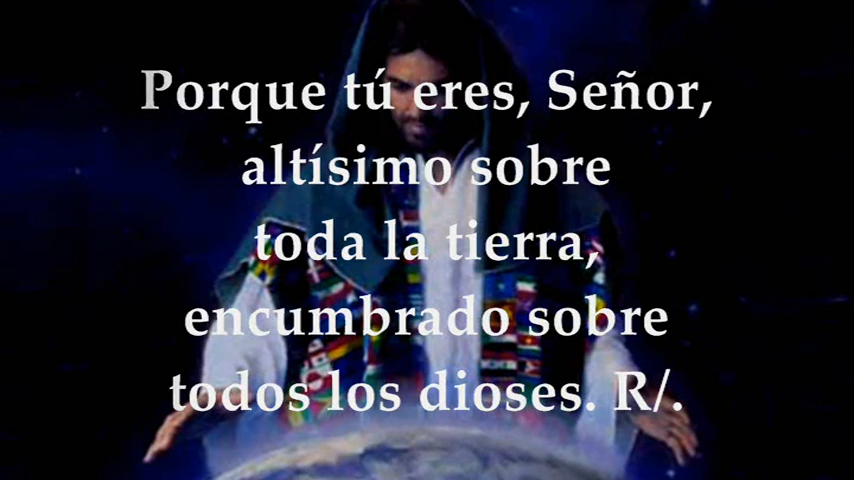 Porque tú eres, Señor,
altísimo sobre
toda la tierra,
encumbrado sobre
todos los dioses. R/.